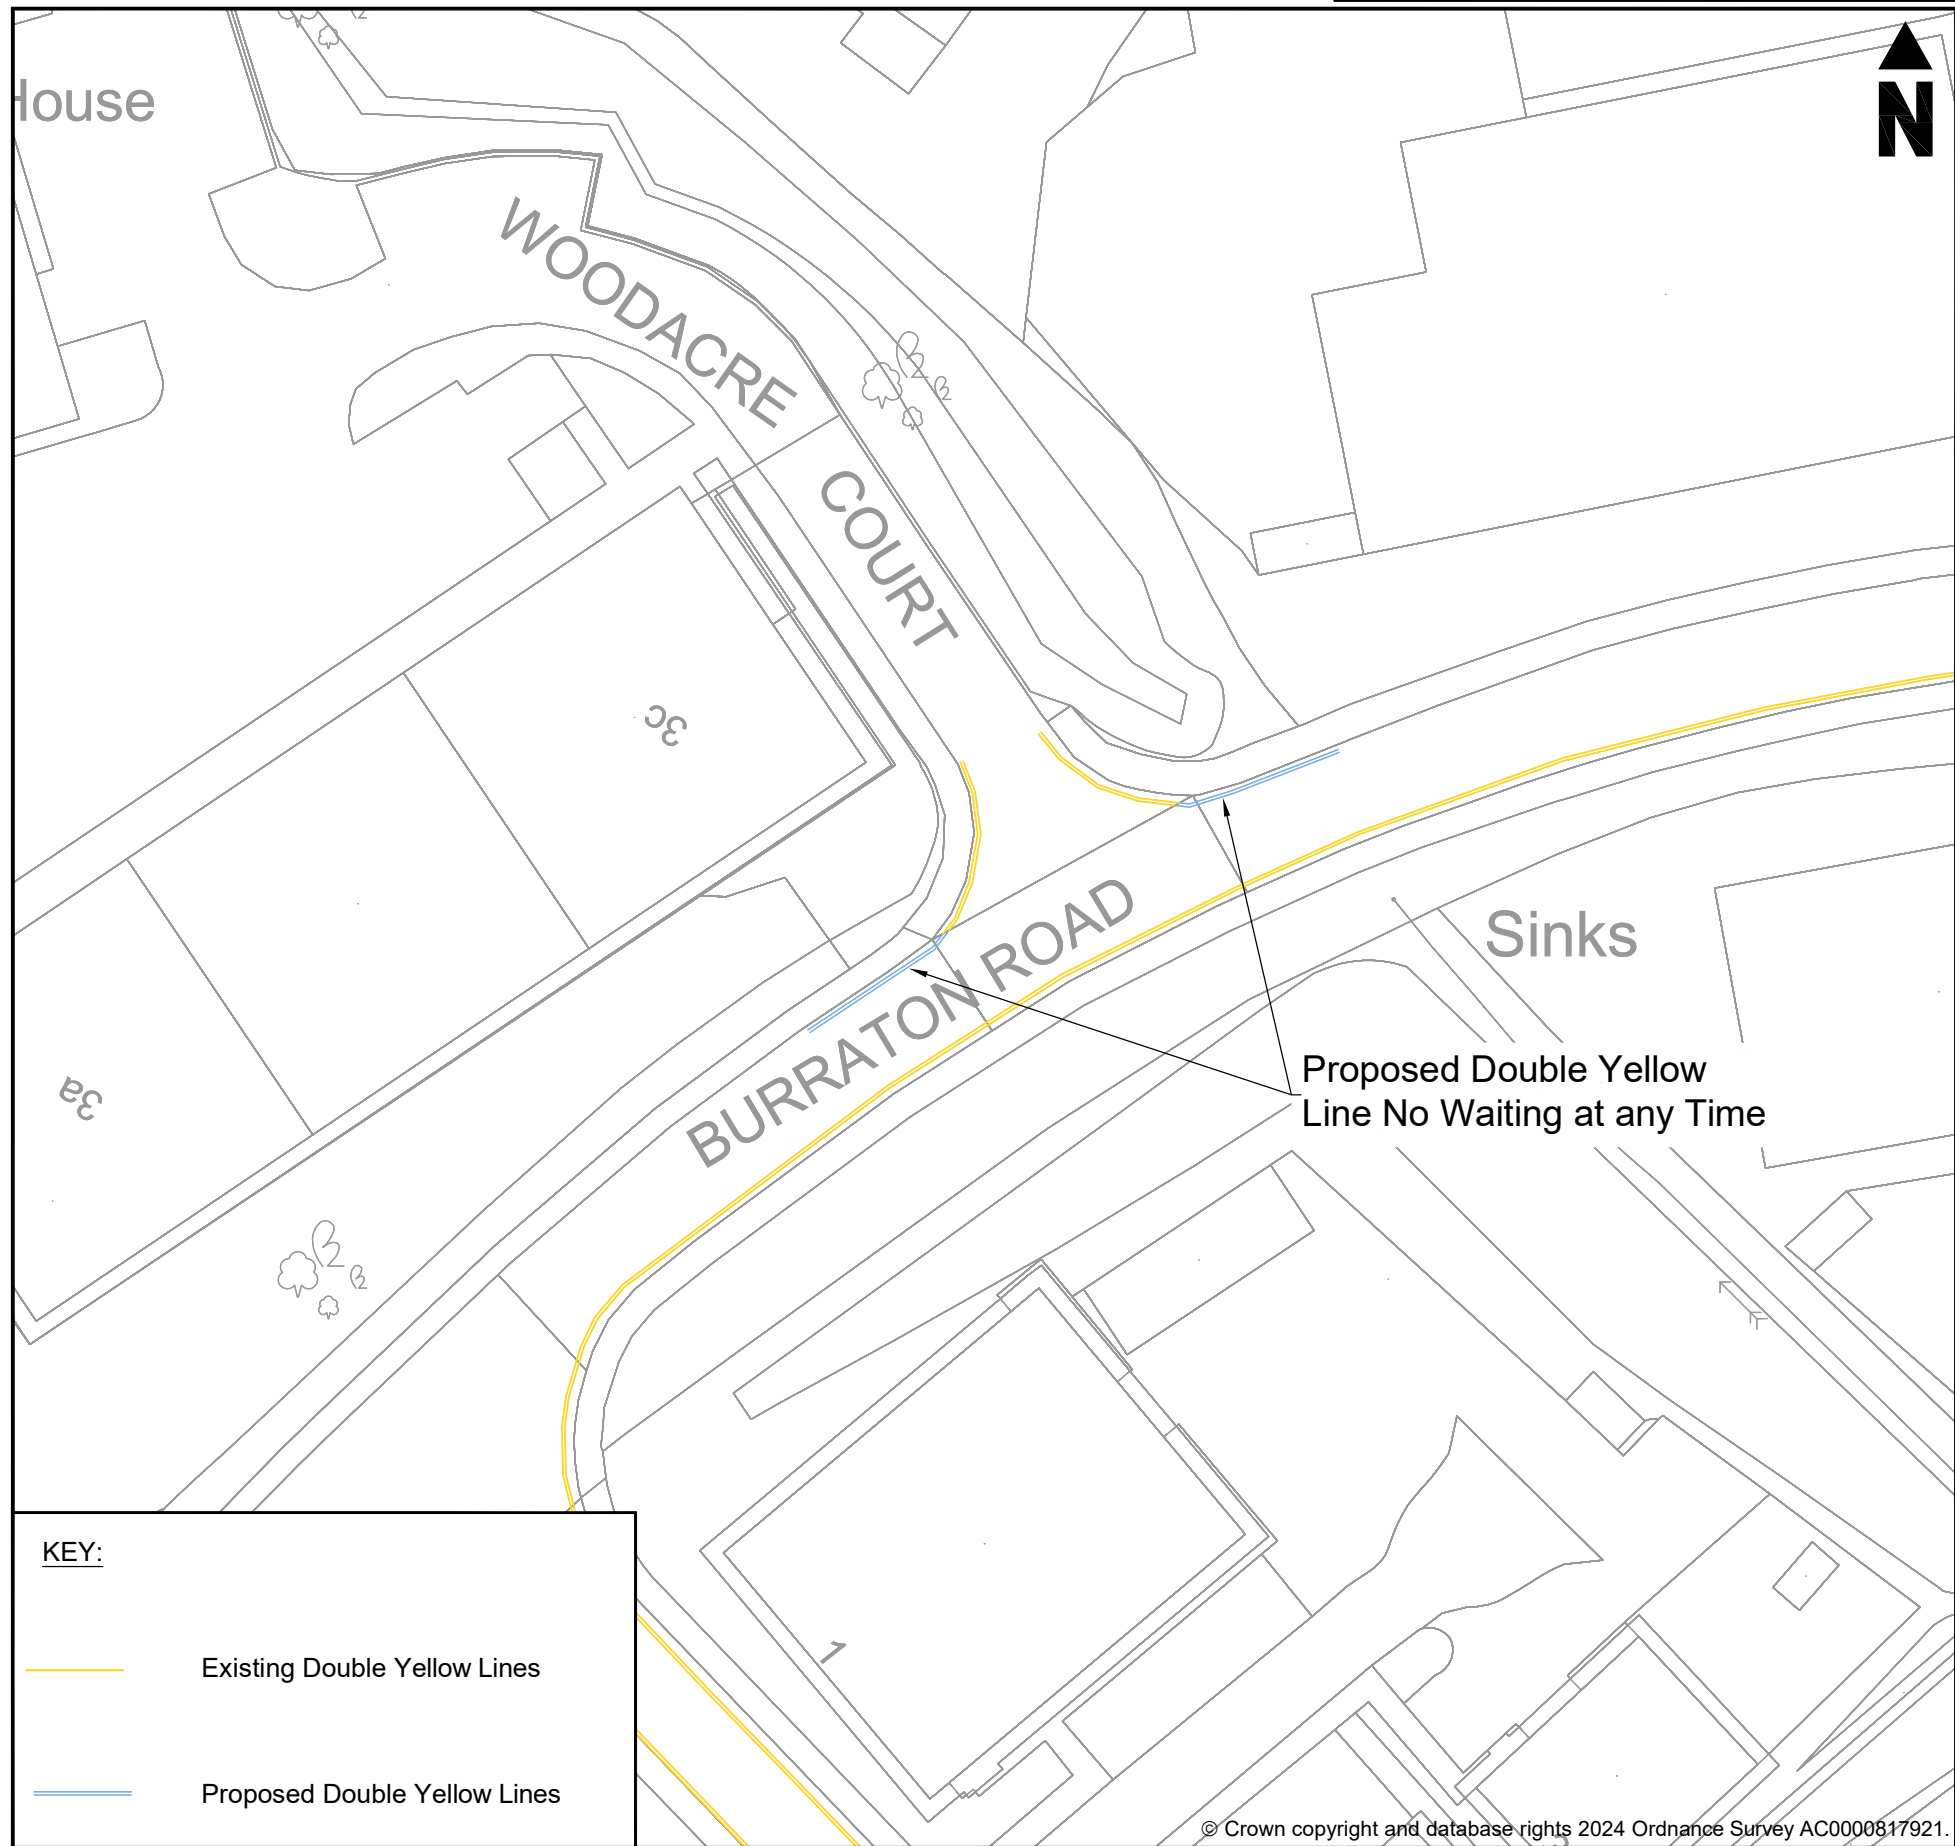 House
N
WOODACRE
COURT
3c
BURRATON ROAD
Sinks
Proposed Double Yellow
Line No Waiting at any Time
3a
1
KEY:
Existing Double Yellow Lines
Proposed Double Yellow Lines
© Crown copyright and database rights 2024 Ordnance Survey AC0000817921.